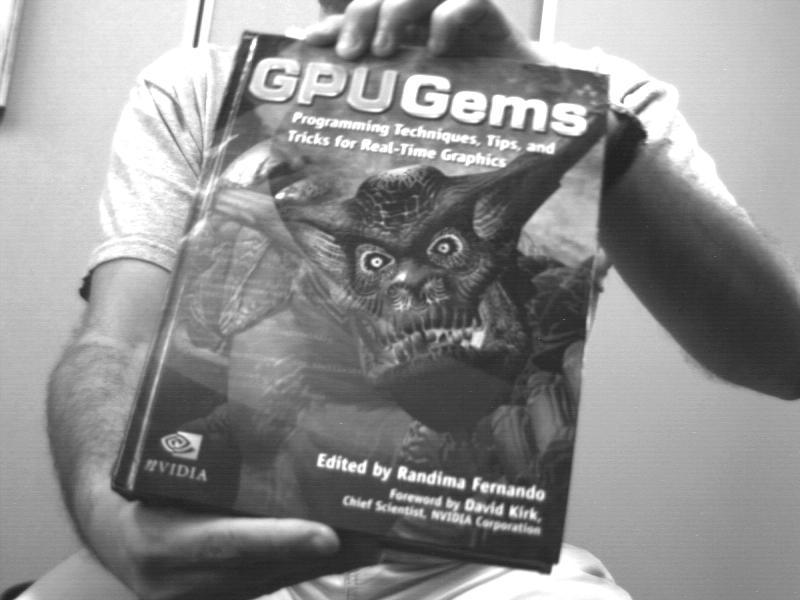 GPU Gems
Programming Techniques, Tips, and
Tricks for Real-Time Graphics
nVIDIA
Edited by Randima Fernando
Foreword by David Kirk,
Chief Scientist, NVIDIA Corporation